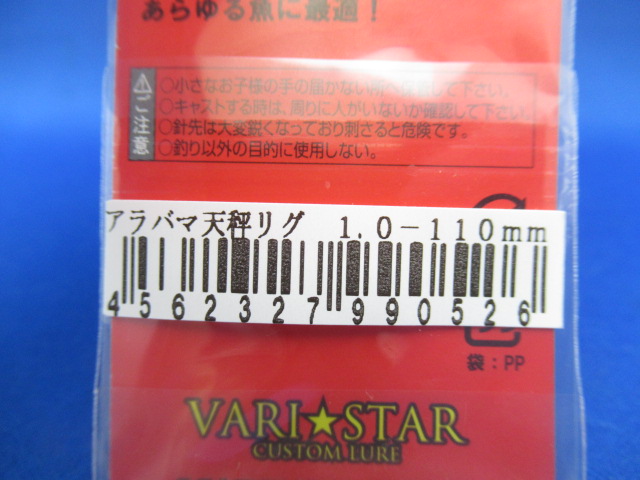 あらゆる魚に最適！
ご注意
○小さなお子様の手の届かない所へ保管して下さい。
○キャストする時は、周りに人がいないか確認して下さい。
○針先は大変鋭くなっており刺さると危険です。
○釣り以外の目的に使用しない。
アラバマ天秤リグ 1.0-110mm
4562327990526
袋：PP
VARI★STAR
CUSTOM LURE